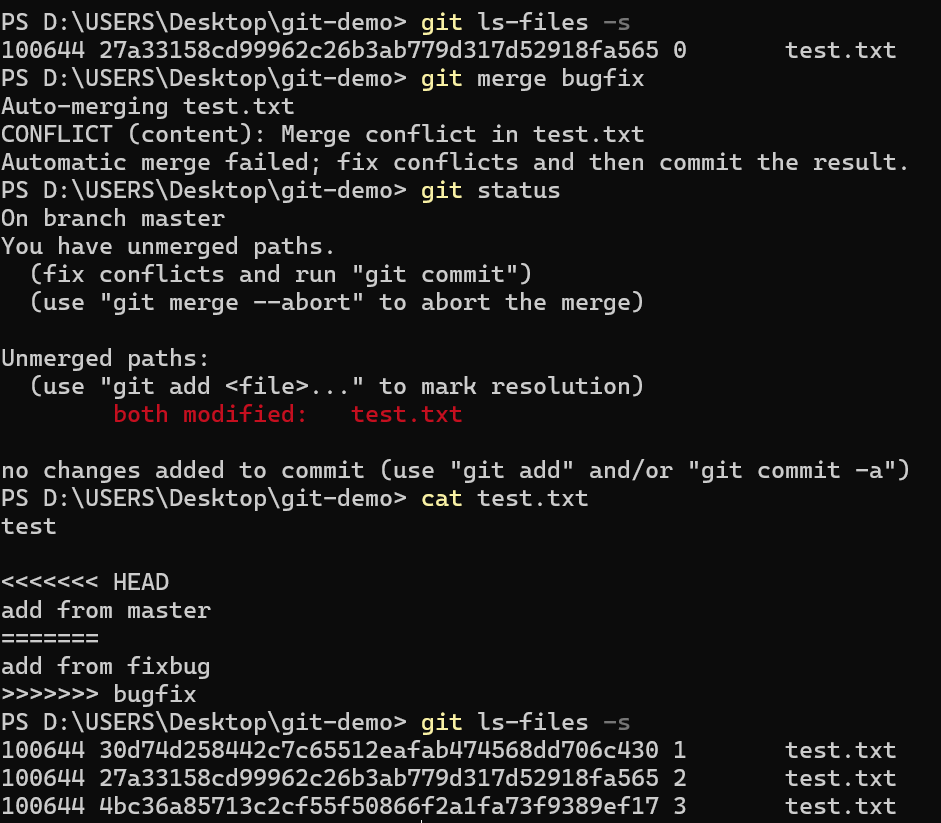 PS D:\USERS\Desktop\git-demo> git ls-files -s
100644 27a33158cd99962c26b3ab779d317d52918fa565 0       test.txt
PS D:\USERS\Desktop\git-demo> git merge bugfix
Auto-merging test.txt
CONFLICT (content): Merge conflict in test.txt
Automatic merge failed; fix conflicts and then commit the result.
PS D:\USERS\Desktop\git-demo> git status
On branch master
You have unmerged paths.
  (fix conflicts and run "git commit")
  (use "git merge --abort" to abort the merge)

Unmerged paths:
  (use "git add <file>..." to mark resolution)
        both modified:   test.txt

no changes added to commit (use "git add" and/or "git commit -a")
PS D:\USERS\Desktop\git-demo> cat test.txt
test

<<<<<<< HEAD
add from master
=======
add from fixbug
>>>>>>> bugfix
PS D:\USERS\Desktop\git-demo> git ls-files -s
100644 30d74d258442c7c65512eafab474568dd706c430 1       test.txt
100644 27a33158cd99962c26b3ab779d317d52918fa565 2       test.txt
100644 4bc36a85713c2cf55f50866f2a1fa73f9389ef17 3       test.txt